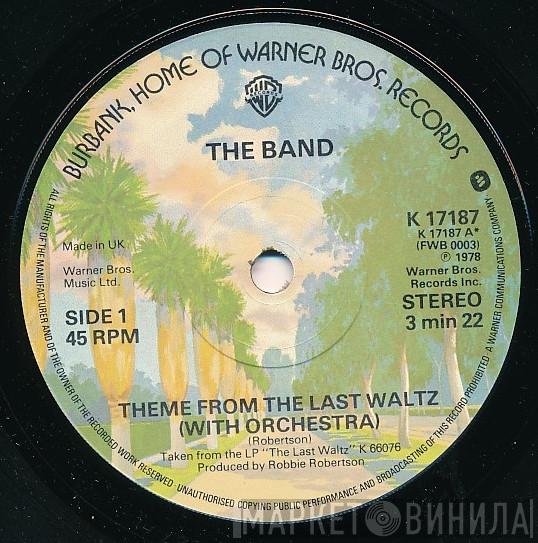 BURBANK, HOME OF WARNER BROS. RECORDS
RECORDS
THE BAND
K 17187
K 17187 A*
(FWB 0003)
℗ 1978
Warner Bros.
Records Inc.
STEREO
3 min 22
Made in UK
Warner Bros.
Music Ltd.
SIDE 1
45 RPM
THEME FROM THE LAST WALTZ
(WITH ORCHESTRA)
(Robertson)
Taken from the LP "The Last Waltz" K 66076
Produced by Robbie Robertson
ALL RIGHTS OF THE MANUFACTURER AND OF THE OWNER OF THE RECORDED WORK RESERVED · UNAUTHORISED COPYING PUBLIC PERFORMANCE AND BROADCASTING OF THIS RECORD PROHIBITED · A WARNER COMMUNICATIONS COMPANY
МАРКЕТ ВИНИЛА